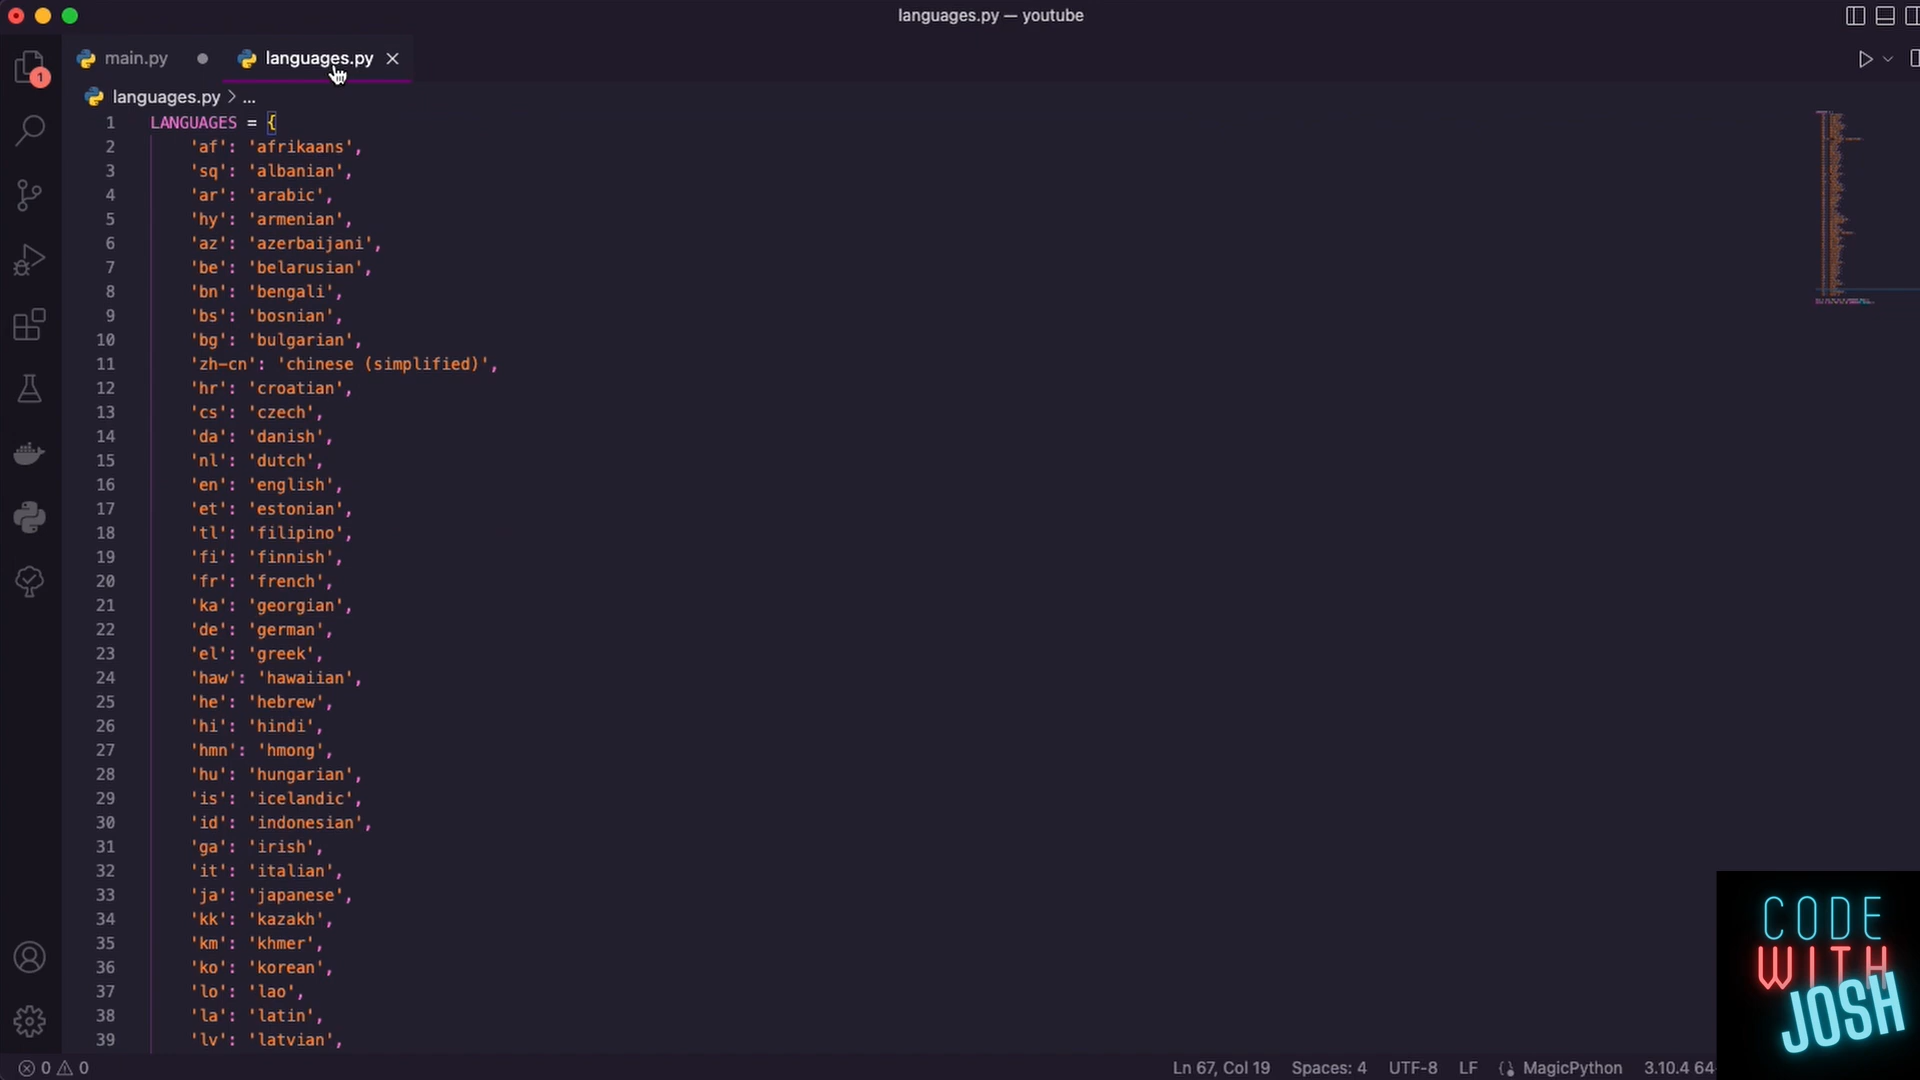 languages.py — youtube
main.py
languages.py
1
languages.py > ...
1 LANGUAGES = {
2 'af': 'afrikaans',
3 'sq': 'albanian',
4 'ar': 'arabic',
5 'hy': 'armenian',
6 'az': 'azerbaijani',
7 'be': 'belarusian',
8 'bn': 'bengali',
9 'bs': 'bosnian',
10 'bg': 'bulgarian',
11 'zh-cn': 'chinese (simplified)',
12 'hr': 'croatian',
13 'cs': 'czech',
14 'da': 'danish',
15 'nl': 'dutch',
16 'en': 'english',
17 'et': 'estonian',
18 'tl': 'filipino',
19 'fi': 'finnish',
20 'fr': 'french',
21 'ka': 'georgian',
22 'de': 'german',
23 'el': 'greek',
24 'haw': 'hawaiian',
25 'he': 'hebrew',
26 'hi': 'hindi',
27 'hmn': 'hmong',
28 'hu': 'hungarian',
29 'is': 'icelandic',
30 'id': 'indonesian',
31 'ga': 'irish',
32 'it': 'italian',
33 'ja': 'japanese',
34 'kk': 'kazakh',
35 'km': 'khmer',
36 'ko': 'korean',
37 'lo': 'lao',
38 'la': 'latin',
39 'lv': 'latvian',
CODE
WITH
JOSH
0 0
Ln 67, Col 19 Spaces: 4 UTF-8 LF MagicPython 3.10.4 64